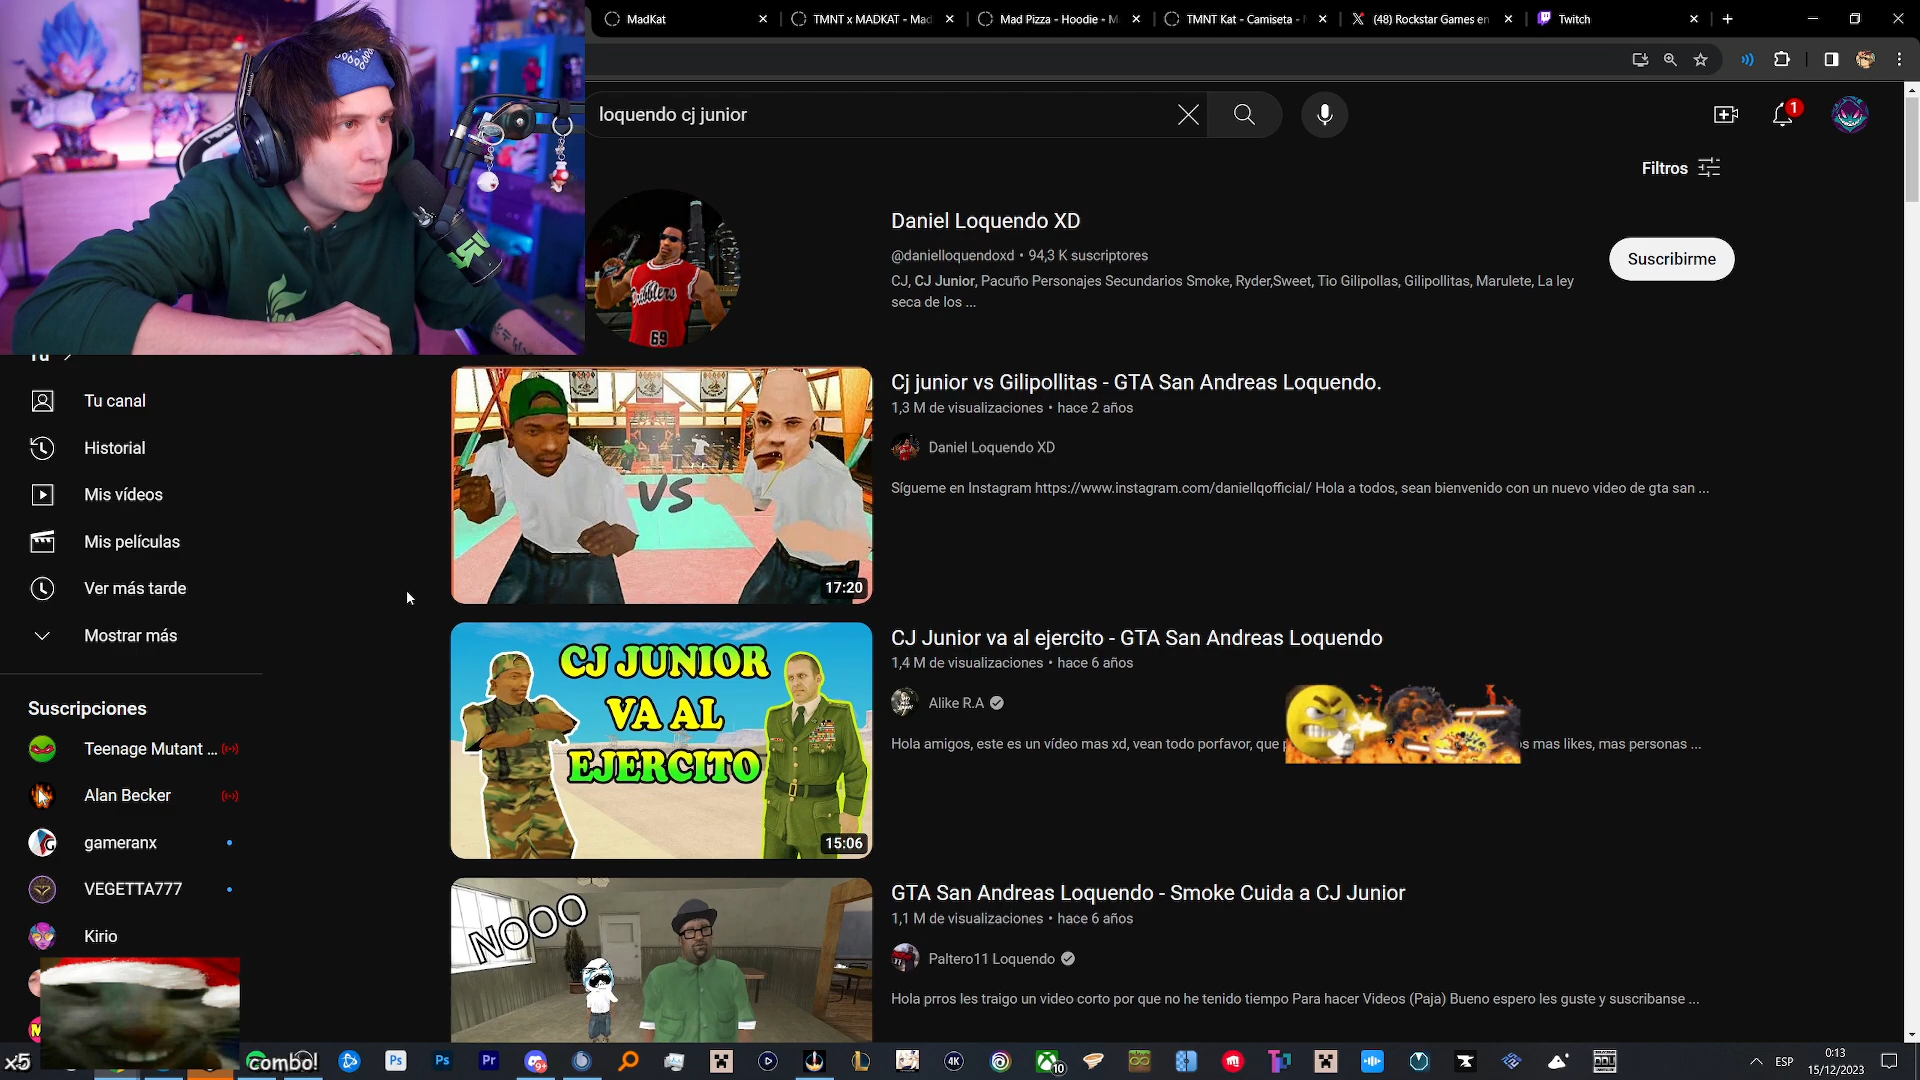 MadKat
TMNT x MADKAT - Mad
Mad Pizza - Hoodie - M
TMNT Kat - Camiseta -
(48) Rockstar Games en
Twitch
loquendo cj junior
1
Filtros
Daniel Loquendo XD
@danielloquendoxd • 94,3 K suscriptores
CJ, CJ Junior, Pacuño Personajes Secundarios Smoke, Ryder,Sweet, Tio Gilipollas, Gilipollitas, Marulete, La ley
seca de los ...
Suscribirme
69
Tu canal
Historial
Mis vídeos
Mis películas
Ver más tarde
Mostrar más
Suscripciones
Teenage Mutant ...
Alan Becker
gameranx
VEGETTA777
Kirio
VS
17:20
Cj junior vs Gilipollitas - GTA San Andreas Loquendo.
1,3 M de visualizaciones • hace 2 años
Daniel Loquendo XD
Sígueme en Instagram https://www.instagram.com/daniellqofficial/ Hola a todos, sean bienvenido con un nuevo video de gta san ...
CJ JUNIOR
VA AL
EJERCITO
15:06
CJ Junior va al ejercito - GTA San Andreas Loquendo
1,4 M de visualizaciones • hace 6 años
Alike R.A
Hola amigos, este es un vídeo mas xd, vean todo porfavor, que
mas likes, mas personas ...
NOOO
GTA San Andreas Loquendo - Smoke Cuida a CJ Junior
1,1 M de visualizaciones • hace 6 años
Paltero11 Loquendo
Hola prros les traigo un video corto por que no he tenido tiempo Para hacer Videos (Paja) Bueno espero les guste y suscribanse ...
x5
combo!
Ps
Ps
Pr
9+
4K
10
ESP
0:13
15/12/2023